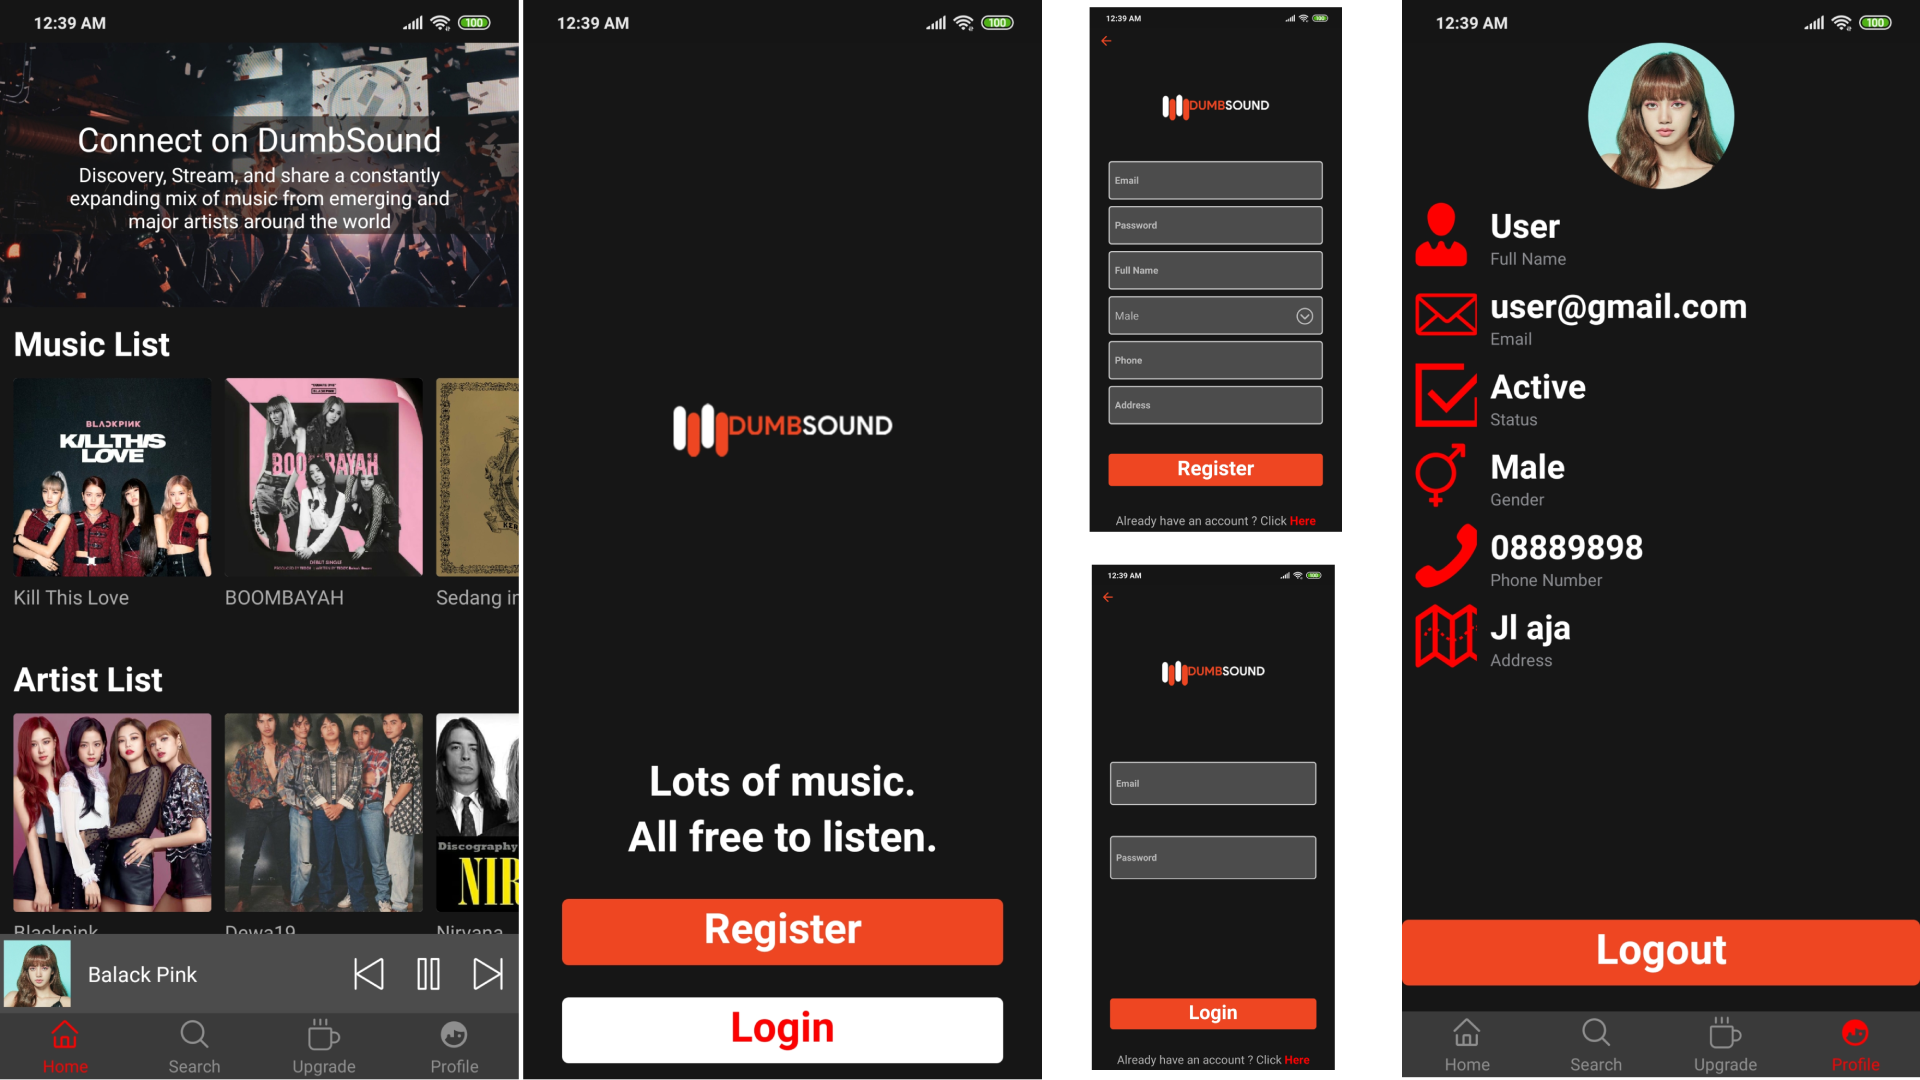 12:39 AM
100
Connect on DumbSound
Discovery, Stream, and share a constantly
expanding mix of music from emerging and
major artists around the world
Music List
BLACKPINK
KILL THIS
LOVE
BOOMBAYAH
DEBUT SINGLE
Kill This Love
BOOMBAYAH
Sedang in
Artist List
Discography
NIR
Blackpink
Dewa19
Nirvana
Balack Pink
Home
Search
Upgrade
Profile
12:39 AM
100
DUMBSOUND
Lots of music.
All free to listen.
Register
Login
12:39 AM
100
DUMBSOUND
Email
Password
Full Name
Male
Phone
Address
Register
Already have an account ? Click Here
12:39 AM
100
DUMBSOUND
Email
Password
Login
Already have an account ? Click Here
12:39 AM
100
User
Full Name
user@gmail.com
Email
Active
Status
Male
Gender
08889898
Phone Number
Jl aja
Address
Logout
Home
Search
Upgrade
Profile